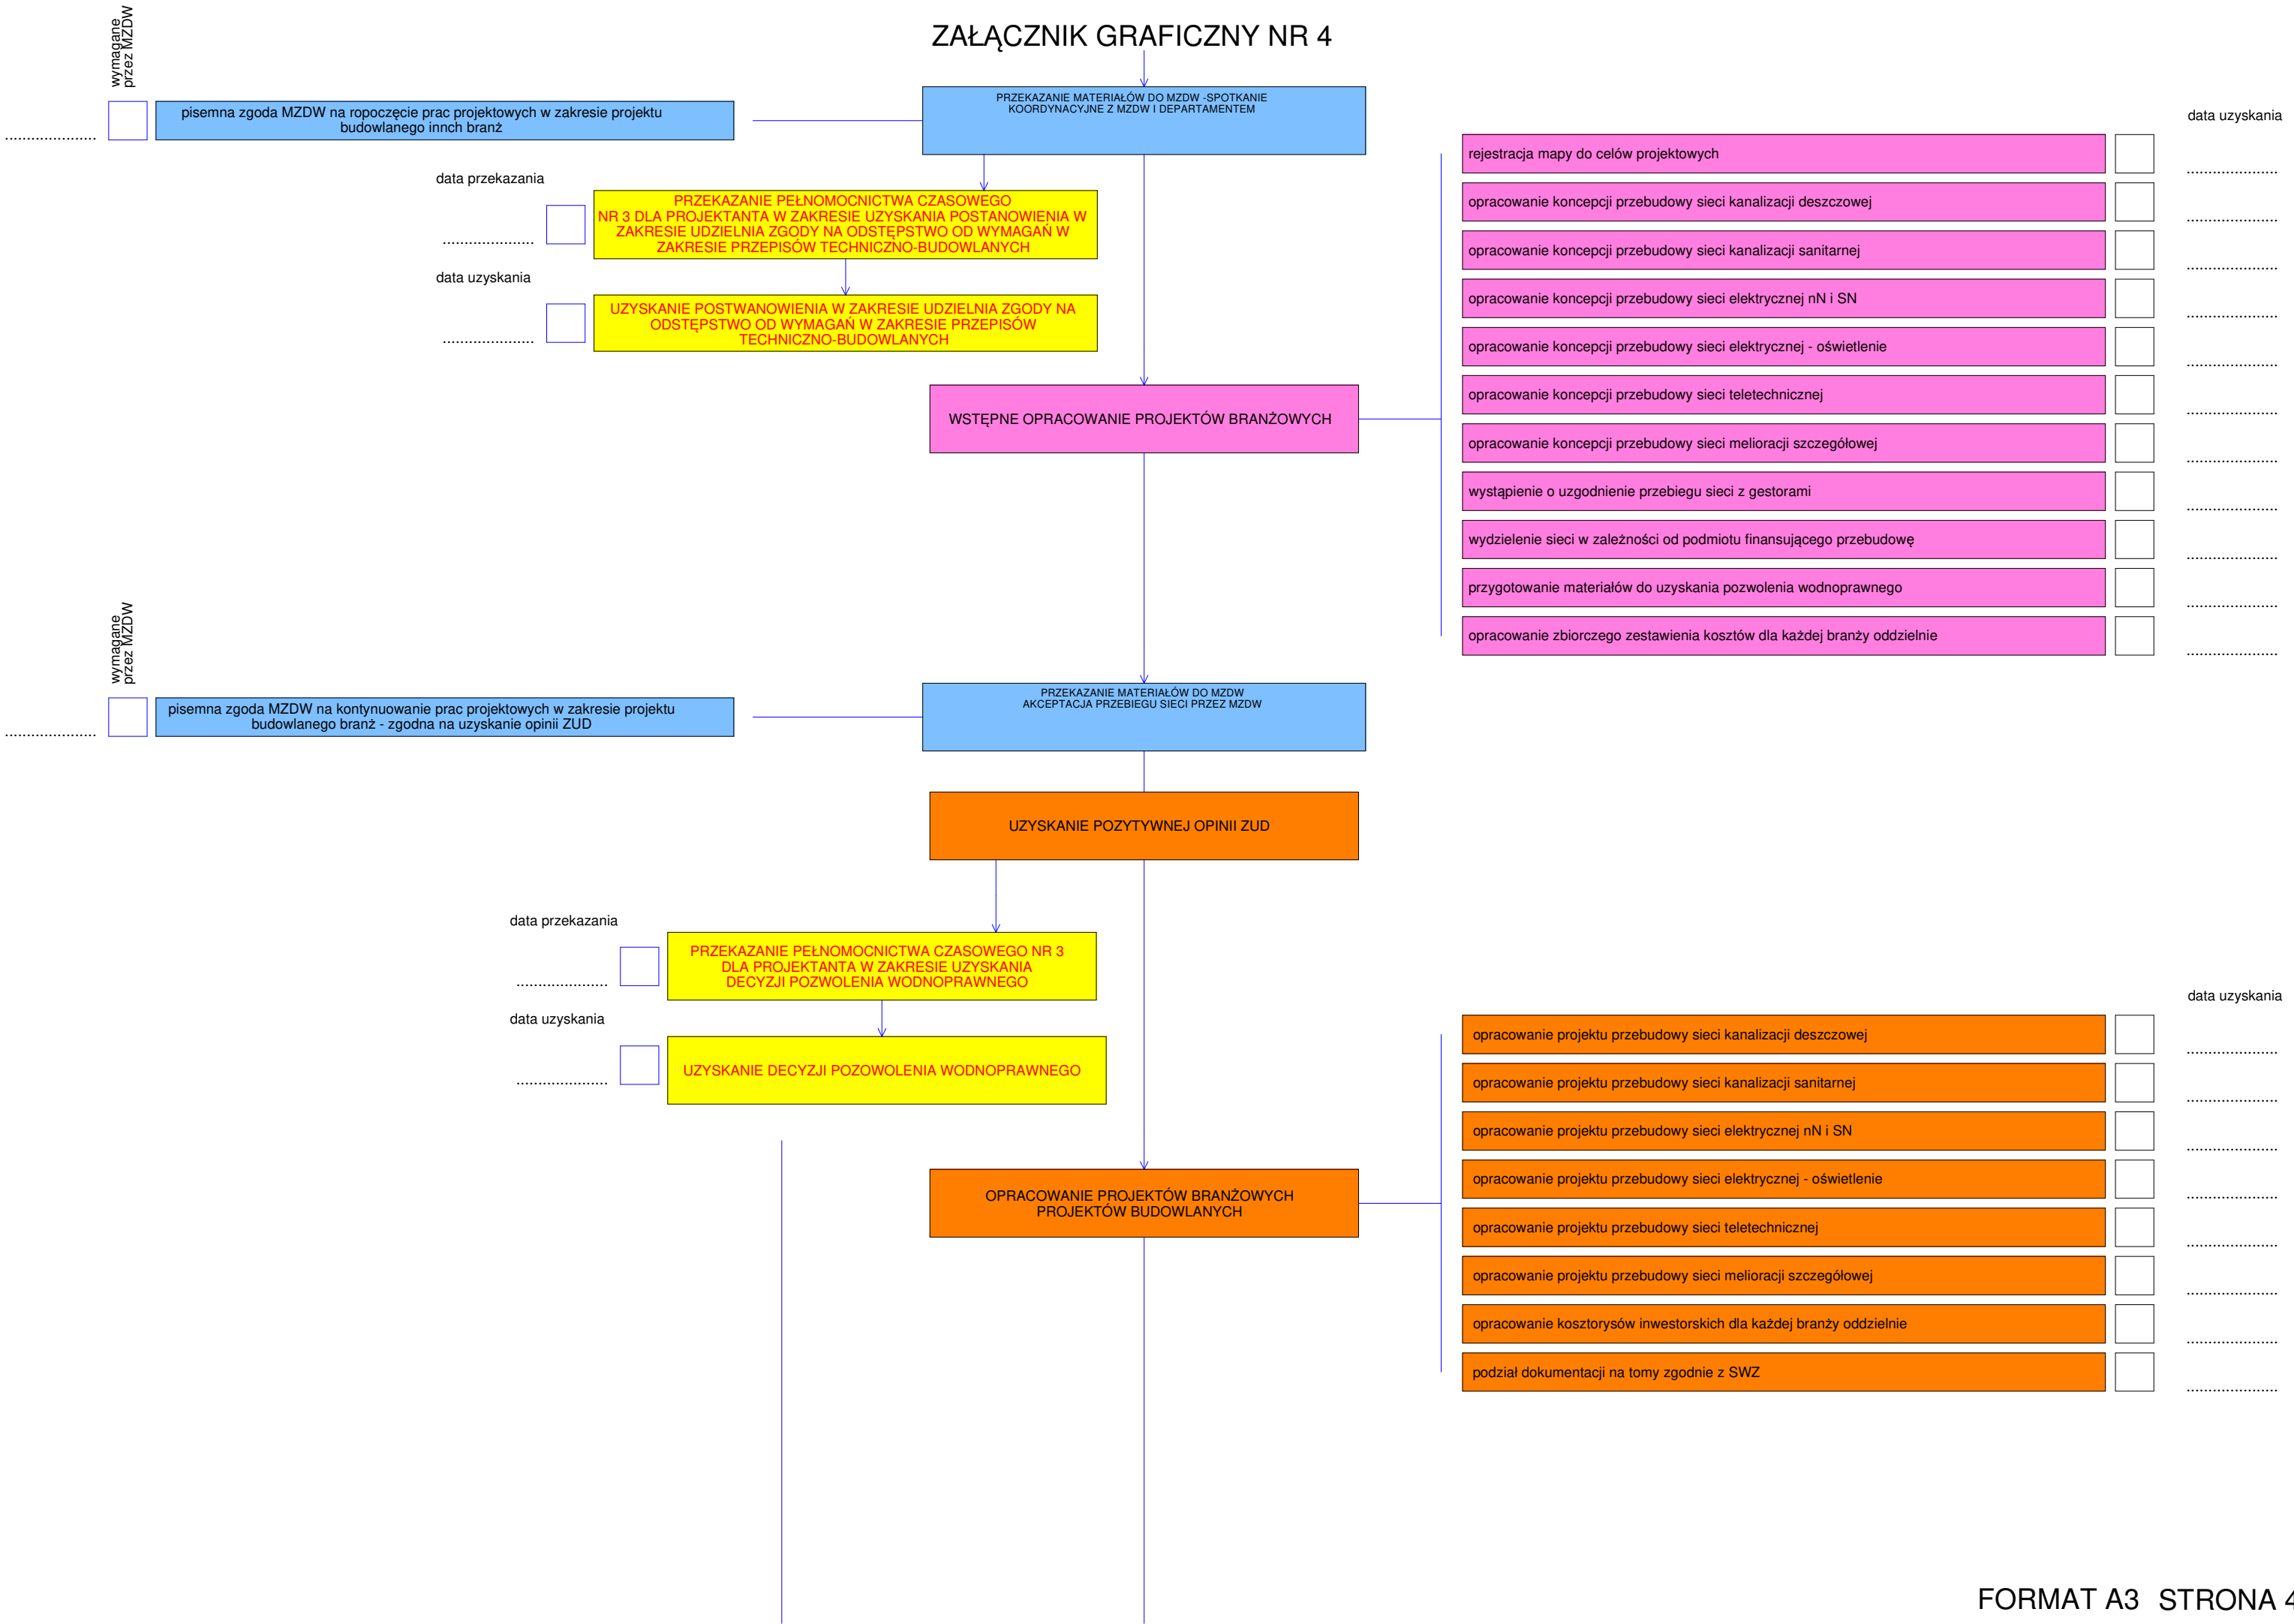 ZAŁĄCZNIK GRAFICZNY NR 4
wymagane
przez MZDW
pisemna zgoda MZDW na ropoczęcie prac projektowych w zakresie projektu
budowlanego innch branż
.....................
PRZEKAZANIE MATERIAŁÓW DO MZDW -SPOTKANIE
KOORDYNACYJNE Z MZDW I DEPARTAMENTEM
data przekazania
.....................
PRZEKAZANIE PEŁNOMOCNICTWA CZASOWEGO
NR 3 DLA PROJEKTANTA W ZAKRESIE UZYSKANIA POSTANOWIENIA W
ZAKRESIE UDZIELNIA ZGODY NA ODSTĘPSTWO OD WYMAGAŃ W
ZAKRESIE PRZEPISÓW TECHNICZNO-BUDOWLANYCH
data uzyskania
.....................
UZYSKANIE POSTWANOWIENIA W ZAKRESIE UDZIELNIA ZGODY NA
ODSTĘPSTWO OD WYMAGAŃ W ZAKRESIE PRZEPISÓW
TECHNICZNO-BUDOWLANYCH
WSTĘPNE OPRACOWANIE PROJEKTÓW BRANŻOWYCH
data uzyskania
rejestracja mapy do celów projektowych
.....................
opracowanie koncepcji przebudowy sieci kanalizacji deszczowej
.....................
opracowanie koncepcji przebudowy sieci kanalizacji sanitarnej
.....................
opracowanie koncepcji przebudowy sieci elektrycznej nN i SN
.....................
opracowanie koncepcji przebudowy sieci elektrycznej - oświetlenie
.....................
opracowanie koncepcji przebudowy sieci teletechnicznej
.....................
opracowanie koncepcji przebudowy sieci melioracji szczegółowej
.....................
wystąpienie o uzgodnienie przebiegu sieci z gestorami
.....................
wydzielenie sieci w zależności od podmiotu finansującego przebudowę
.....................
przygotowanie materiałów do uzyskania pozwolenia wodnoprawnego
.....................
opracowanie zbiorczego zestawienia kosztów dla każdej branży oddzielnie
.....................
wymagane
przez MZDW
pisemna zgoda MZDW na kontynuowanie prac projektowych w zakresie projektu
budowlanego branż - zgodna na uzyskanie opinii ZUD
.....................
PRZEKAZANIE MATERIAŁÓW DO MZDW
AKCEPTACJA PRZEBIEGU SIECI PRZEZ MZDW
UZYSKANIE POZYTYWNEJ OPINII ZUD
data przekazania
.....................
PRZEKAZANIE PEŁNOMOCNICTWA CZASOWEGO NR 3
DLA PROJEKTANTA W ZAKRESIE UZYSKANIA
DECYZJI POZWOLENIA WODNOPRAWNEGO
data uzyskania
.....................
UZYSKANIE DECYZJI POZOWOLENIA WODNOPRAWNEGO
OPRACOWANIE PROJEKTÓW BRANŻOWYCH
PROJEKTÓW BUDOWLANYCH
data uzyskania
opracowanie projektu przebudowy sieci kanalizacji deszczowej
.....................
opracowanie projektu przebudowy sieci kanalizacji sanitarnej
.....................
opracowanie projektu przebudowy sieci elektrycznej nN i SN
.....................
opracowanie projektu przebudowy sieci elektrycznej - oświetlenie
.....................
opracowanie projektu przebudowy sieci teletechnicznej
.....................
opracowanie projektu przebudowy sieci melioracji szczegółowej
.....................
opracowanie kosztorysów inwestorskich dla każdej branży oddzielnie
.....................
podział dokumentacji na tomy zgodnie z SWZ
.....................
FORMAT A3 STRONA 4